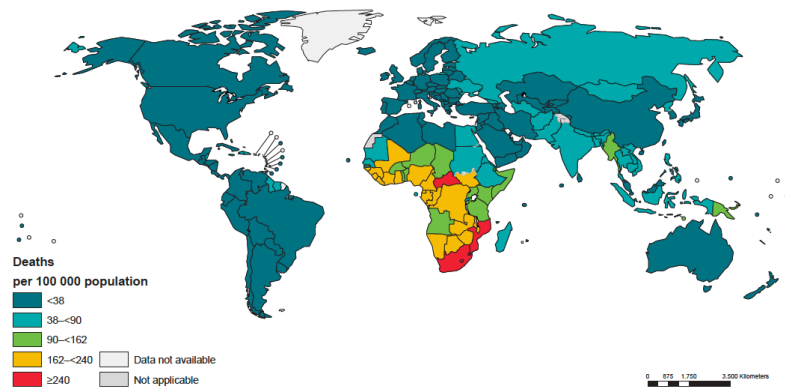 Deaths
per 100 000 population
<38
38–<90
90–<162
162–<240
≥240
Data not available
Not applicable
0 875 1.750 3.500 Kilometers